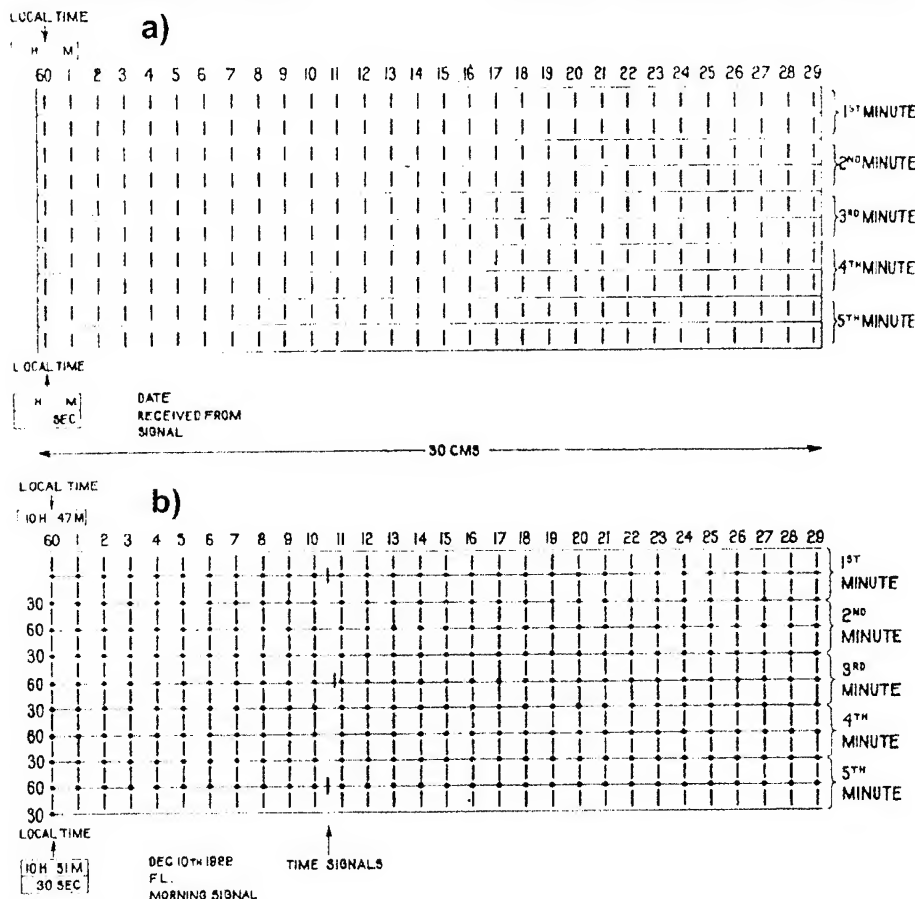 LOCAL TIME
a)
H M
60 1 2 3 4 5 6 7 8 9 10 11 12 13 14 15 16 17 18 19 20 21 22 23 24 25 26 27 28 29
1ST MINUTE
2ND MINUTE
3RD MINUTE
4TH MINUTE
5TH MINUTE
LOCAL TIME
H M
SEC
DATE
RECEIVED FROM
SIGNAL
30 CMS
LOCAL TIME
b)
10H 47M
60 1 2 3 4 5 6 7 8 9 10 11 12 13 14 15 16 17 18 19 20 21 22 23 24 25 26 27 28 29
1ST
MINUTE
30
2ND
60
MINUTE
30
3RD
60
MINUTE
30
4TH
60
MINUTE
30
5TH
60
MINUTE
30
LOCAL TIME
10H 51M
30 SEC
DEC 10TH 1922
F L.
MORNING SIGNAL
TIME SIGNALS